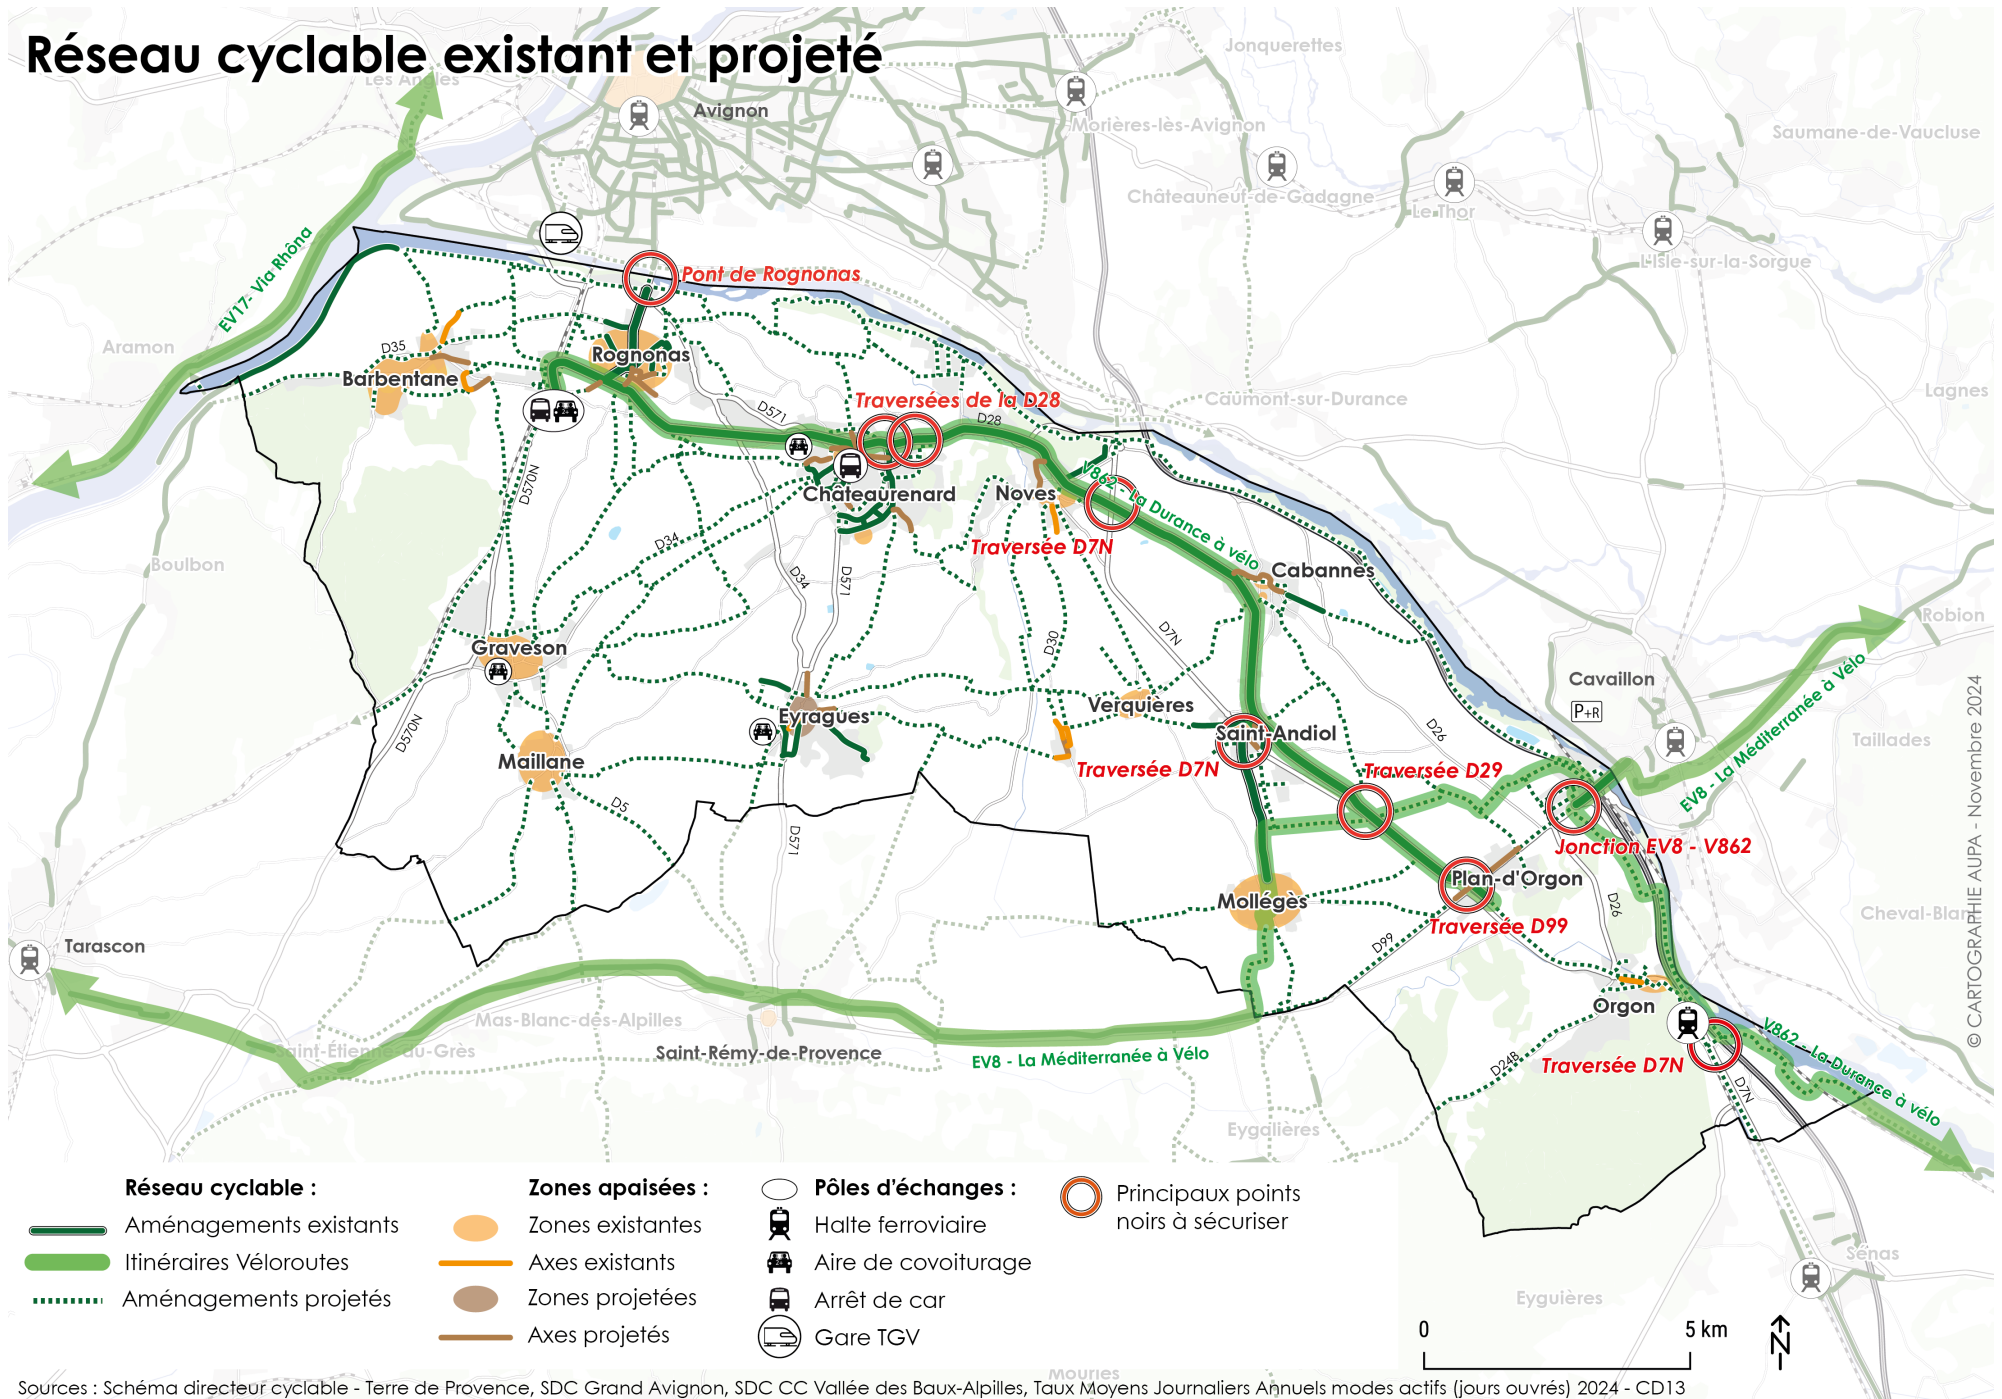 Réseau cyclable existant et projeté
Les Angles
Jonquerettes
Avignon
Morières-lès-Avignon
Saumane-de-Vaucluse
Châteauneuf-de-Gadagne
Le Thor
L'Isle-sur-la-Sorgue
EV17- Via Rhôna
Pont de Rognonas
Aramon
D35
Rognonas
Barbentane
Lagnes
Caumont-sur-Durance
Traversées de la D28
D571
D28
D570N
Châteaurenard
Noves
V862 - La Durance à vélo
D34
Traversée D7N
Boulbon
Cabannes
D34
D571
Robion
D7N
D30
Graveson
Cavaillon
P+R
EV8 - La Méditerranée à Vélo
Verquières
Eyragues
D570N
D26
Saint-Andiol
Taillades
Maillane
Traversée D7N
Traversée D29
D5
D571
Jonction EV8 - V862
Plan-d'Orgon
Mollégès
D26
Cheval-Blanc
Traversée D99
D99
Tarascon
Orgon
Mas-Blanc-des-Alpilles
Saint-Étienne-du-Grès
Saint-Rémy-de-Provence
EV8 - La Méditerranée à Vélo
D24B
Traversée D7N
V862 - La Durance à vélo
D7N
Eygalières
© CARTOGRAPHIE AUPA - Novembre 2024
Sénas
Eyguières
Mouriès
Réseau cyclable :
Aménagements existants
Itinéraires Véloroutes
Aménagements projetés
Zones apaisées :
Zones existantes
Axes existants
Zones projetées
Axes projetés
Pôles d'échanges :
Halte ferroviaire
Aire de covoiturage
Arrêt de car
Gare TGV
Principaux points
noirs à sécuriser
0
5 km
N
Sources : Schéma directeur cyclable - Terre de Provence, SDC Grand Avignon, SDC CC Vallée des Baux-Alpilles, Taux Moyens Journaliers Annuels modes actifs (jours ouvrés) 2024 - CD13